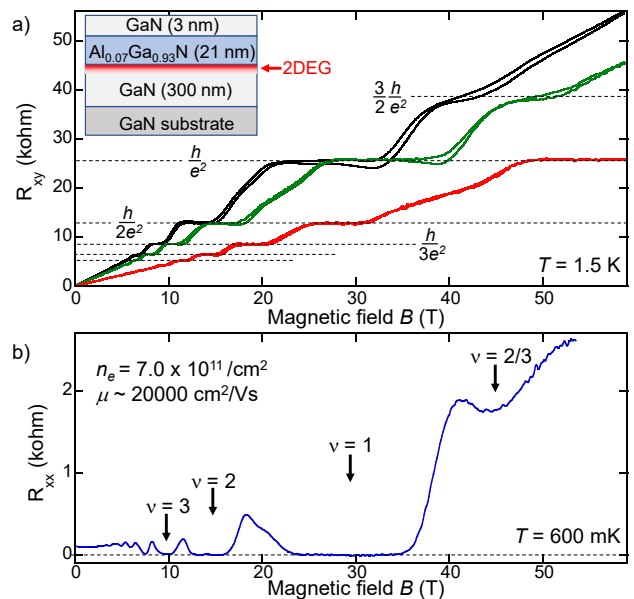 a)
GaN (3 nm)
Al0.07Ga0.93N (21 nm)
2DEG
GaN (300 nm)
GaN substrate
50
40
30
20
10
0
Rxy (kohm)
h/e²
h/2e²
3/2 h/e²
h/3e²
T = 1.5 K
0 10 20 30 40 50
Magnetic field B (T)
b)
ne = 7.0 x 10¹¹ /cm²
μ ~ 20000 cm²/Vs
ν = 2/3
ν = 1
ν = 2
ν = 3
T = 600 mK
2
1
0
Rxx (kohm)
0 10 20 30 40 50
Magnetic field B (T)